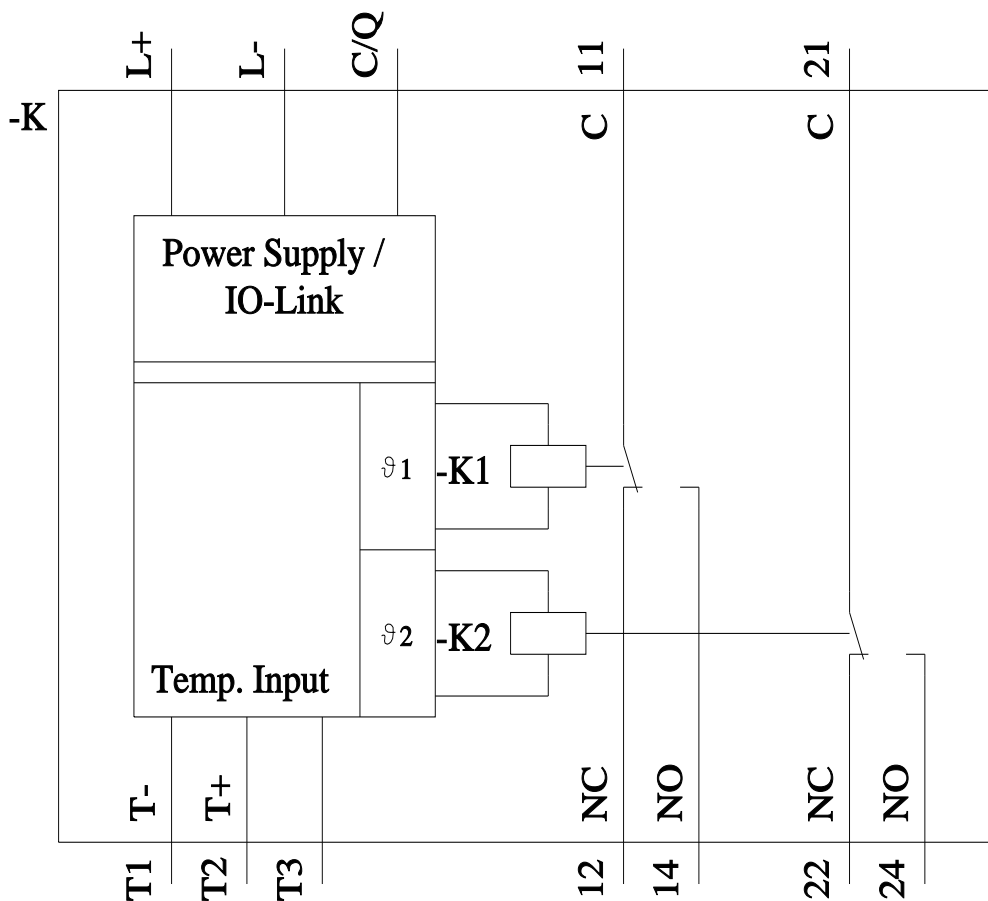 L+
L-
C/Q
11
21
-K
C
C
Power Supply /
IO-Link
ϑ1
-K1
ϑ2
-K2
Temp. Input
T-
T+
NC
NO
NC
NO
T1
T2
T3
12
14
22
24